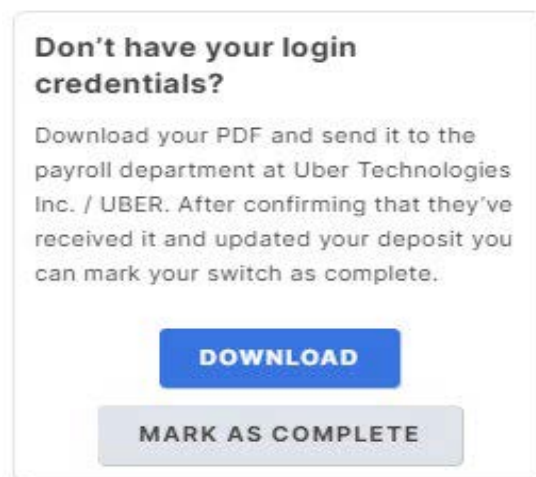 Don't have your login
credentials?
Download your PDF and send it to the
payroll department at Uber Technologies
Inc. / UBER. After confirming that they've
received it and updated your deposit you
can mark your switch as complete.
DOWNLOAD
MARK AS COMPLETE